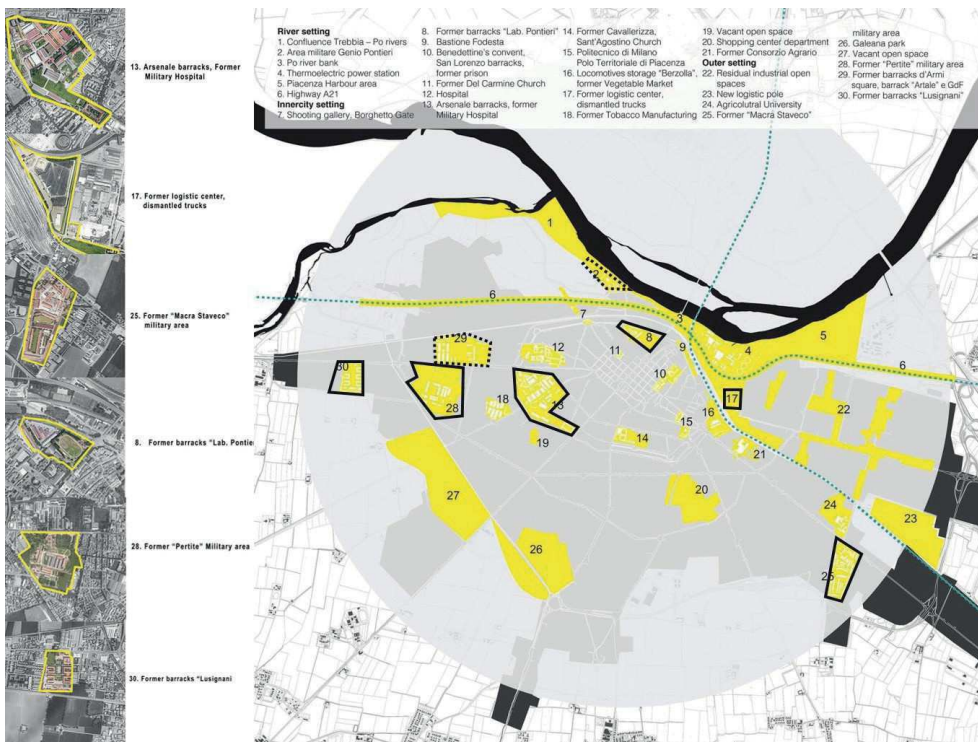 13. Arsenale barracks, Former
Military Hospital
17. Former logistic center,
dismantled trucks
25. Former "Macra Staveco"
military area
8. Former barracks "Lab. Pontie
28. Former "Pertite" Military area
30. Former barracks "Lusignani
River setting
1. Confluence Trebbia – Po rivers
2. Area militare Genio Pontieri
3. Po river bank
4. Thermoelectric power station
5. Piacenza Harbour area
6. Highway A21
Innercity setting
7. Shooting gallery, Borghetto Gate
8. Former barracks "Lab. Pontieri"
9. Bastione Fodesta
10. Benedettine's convent,
San Lorenzo barracks,
former prison
11. Former Del Carmine Church
12. Hospital
13. Arsenale barracks, former
Military Hospital
14. Former Cavallerizza,
Sant'Agostino Church
15. Politecnico di Milano
Polo Territoriale di Piacenza
16. Locomotives storage "Berzolla",
former Vegetable Market
17. Former logistic center,
dismantled trucks
18. Former Tobacco Manufacturing
19. Vacant open space
20. Shopping center department
21. Former Consorzio Agrario
Outer setting
22. Residual industrial open
spaces
23. New logistic pole
24. Agricolutral University
25. Former "Macra Staveco"
military area
26. Galeana park
27. Vacant open space
28. Former "Pertite" military area
29. Former barracks d'Armi
square, barrack "Artale" e GdF
30. Former barracks "Lusignani"
1
2
6
7
3
5
29
12
11
8
9
4
30
10
6
28
18
13
17
16
22
19
14
15
21
27
20
24
23
26
25